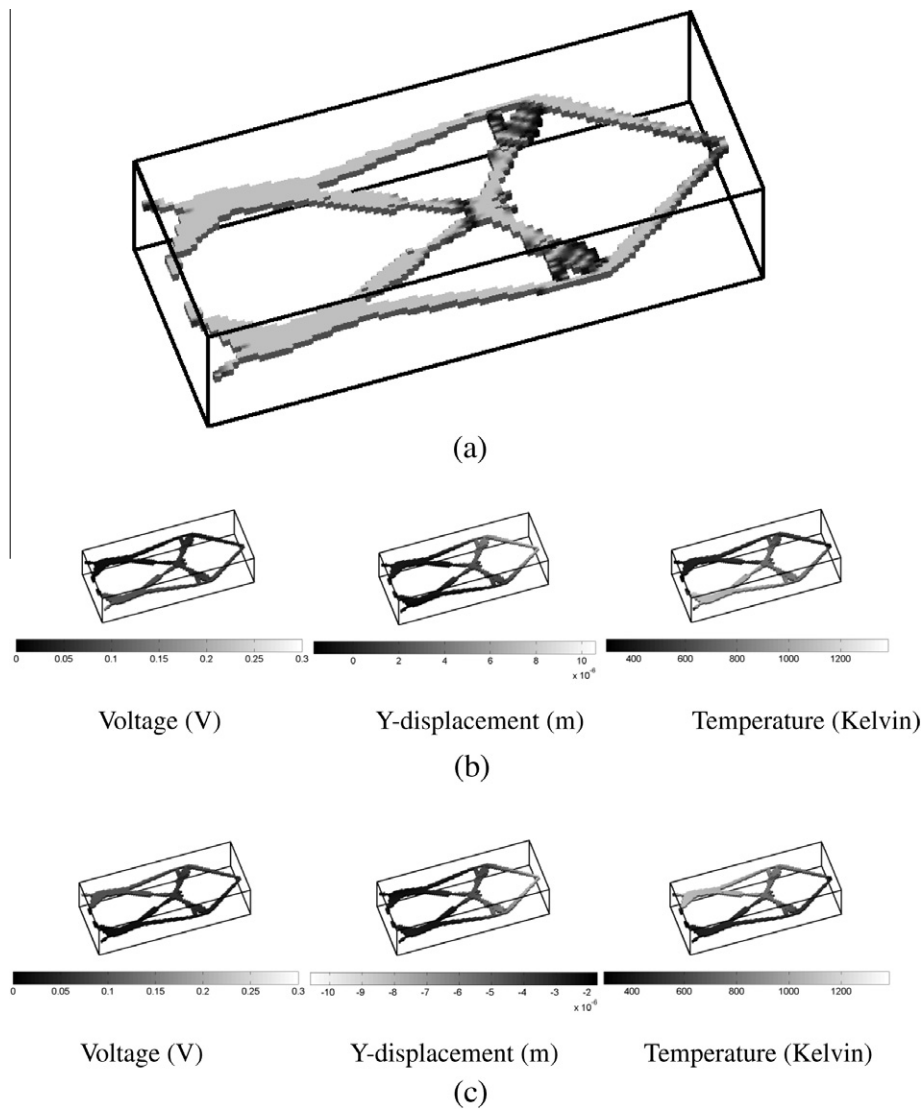 (a)
0 0.05 0.1 0.15 0.2 0.25 0.3
0 2 4 6 8 10
x 10⁻⁶
400 600 800 1000 1200
Voltage (V)
Y-displacement (m)
Temperature (Kelvin)
(b)
0 0.05 0.1 0.15 0.2 0.25 0.3
-10 -9 -8 -7 -6 -5 -4 -3 -2
x 10⁻⁶
400 600 800 1000 1200
Voltage (V)
Y-displacement (m)
Temperature (Kelvin)
(c)